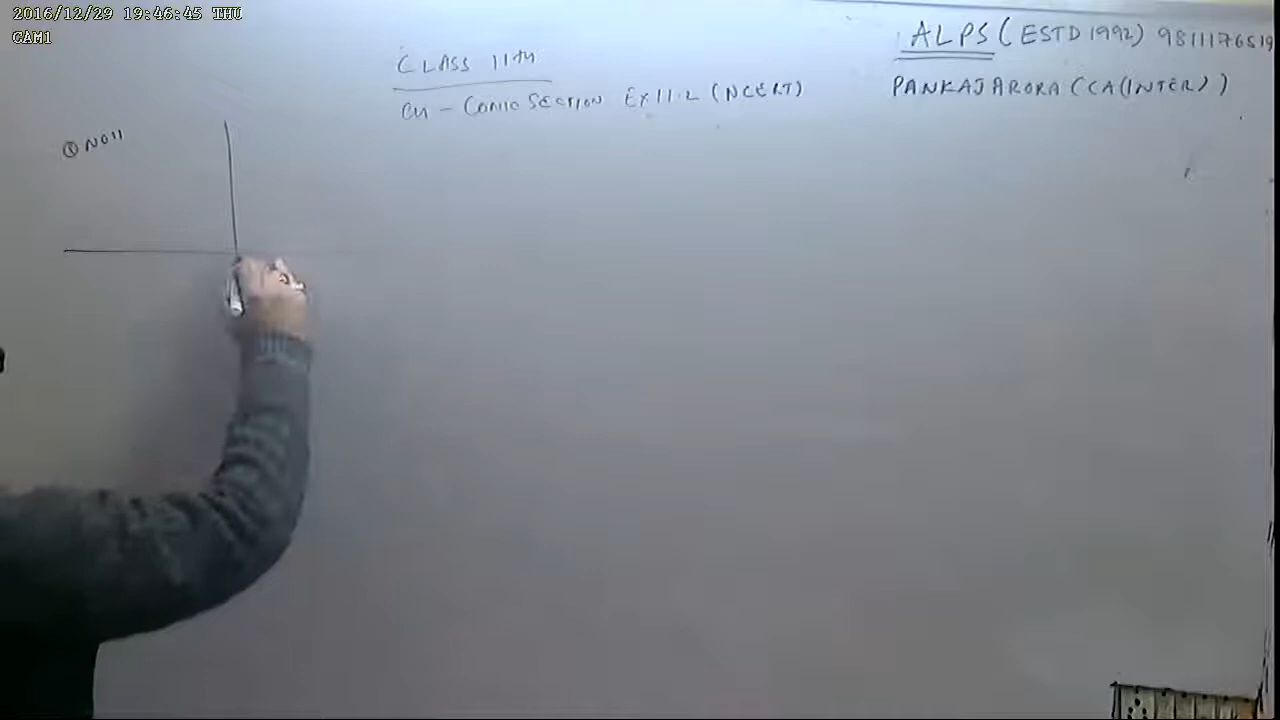 2016/12/29 19:46:45 THU
CAM1
CLASS 11th
CH - CONIC SECTION EX 11.2 (NCERT)
ALPS (ESTD 1992) 9811176519
PANKAJ ARORA (CA(INTER))
Q NO 11